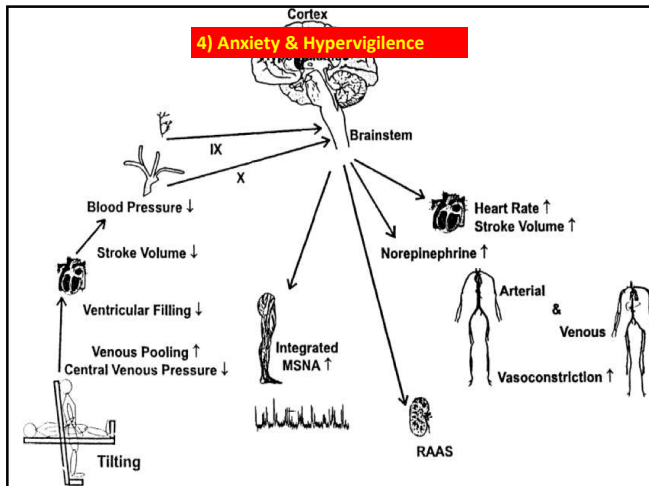 Cortex
4) Anxiety & Hypervigilence
Brainstem
IX
X
Blood Pressure ↓
Stroke Volume ↓
Ventricular Filling ↓
Venous Pooling ↑
Central Venous Pressure ↓
Tilting
Integrated
MSNA ↑
RAAS
Heart Rate ↑
Stroke Volume ↑
Norepinephrine ↑
Arterial
&
Venous
Vasoconstriction ↑